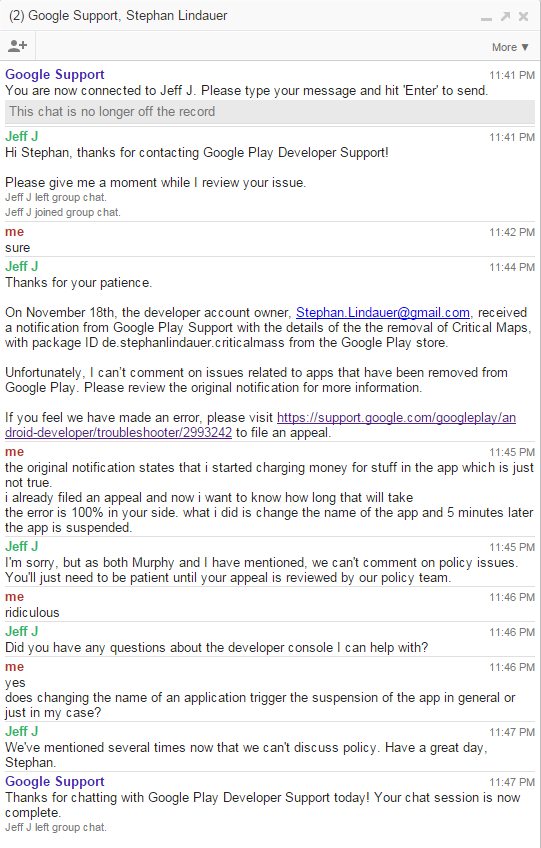 (2) Google Support, Stephan Lindauer
More ▼
Google Support 11:41 PM
You are now connected to Jeff J. Please type your message and hit 'Enter' to send.
This chat is no longer off the record
Jeff J 11:41 PM
Hi Stephan, thanks for contacting Google Play Developer Support!
Please give me a moment while I review your issue.
Jeff J left group chat.
Jeff J joined group chat.
me 11:42 PM
sure
Jeff J 11:44 PM
Thanks for your patience.
On November 18th, the developer account owner, Stephan.Lindauer@gmail.com, received
a notification from Google Play Support with the details of the the removal of Critical Maps,
with package ID de.stephanlindauer.criticalmass from the Google Play store.
Unfortunately, I can't comment on issues related to apps that have been removed from
Google Play. Please review the original notification for more information.
If you feel we have made an error, please visit https://support.google.com/googleplay/an
droid-developer/troubleshooter/2993242 to file an appeal.
me 11:45 PM
the original notification states that i started charging money for stuff in the app which is just
not true.
i already filed an appeal and now i want to know how long that will take
the error is 100% in your side. what i did is change the name of the app and 5 minutes later
the app is suspended.
Jeff J 11:45 PM
I'm sorry, but as both Murphy and I have mentioned, we can't comment on policy issues.
You'll just need to be patient until your appeal is reviewed by our policy team.
me 11:46 PM
ridiculous
Jeff J 11:46 PM
Did you have any questions about the developer console I can help with?
me 11:46 PM
yes
does changing the name of an application trigger the suspension of the app in general or
just in my case?
Jeff J 11:47 PM
We've mentioned several times now that we can't discuss policy. Have a great day,
Stephan.
Google Support 11:47 PM
Thanks for chatting with Google Play Developer Support today! Your chat session is now
complete.
Jeff J left group chat.